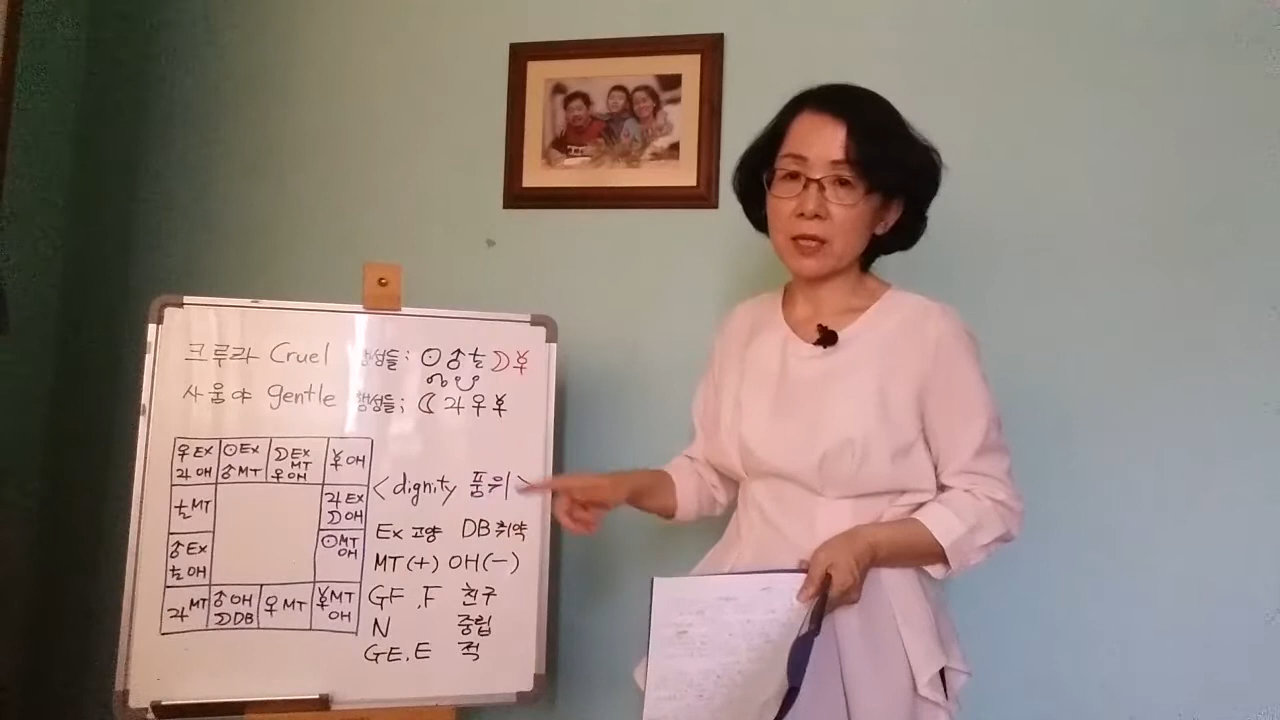 크루라 Cruel 행성들; ☉♂♄☽☿
☊☋
사움야 gentle 행성들; ☾♃♀☿
♀Ex ☉Ex ☽Ex ☿OH
♃OH ♂MT MT
♀OH
♄MT ♃Ex
☽OH
♂Ex ☉MT
♄OH OH
♃MT ♂OH ♀MT ☿MT
☽DB OH
<dignity 품위>
Ex 고양 DB 취약
MT(+) OH(-)
GF,F 친구
N 중립
GE,E 적